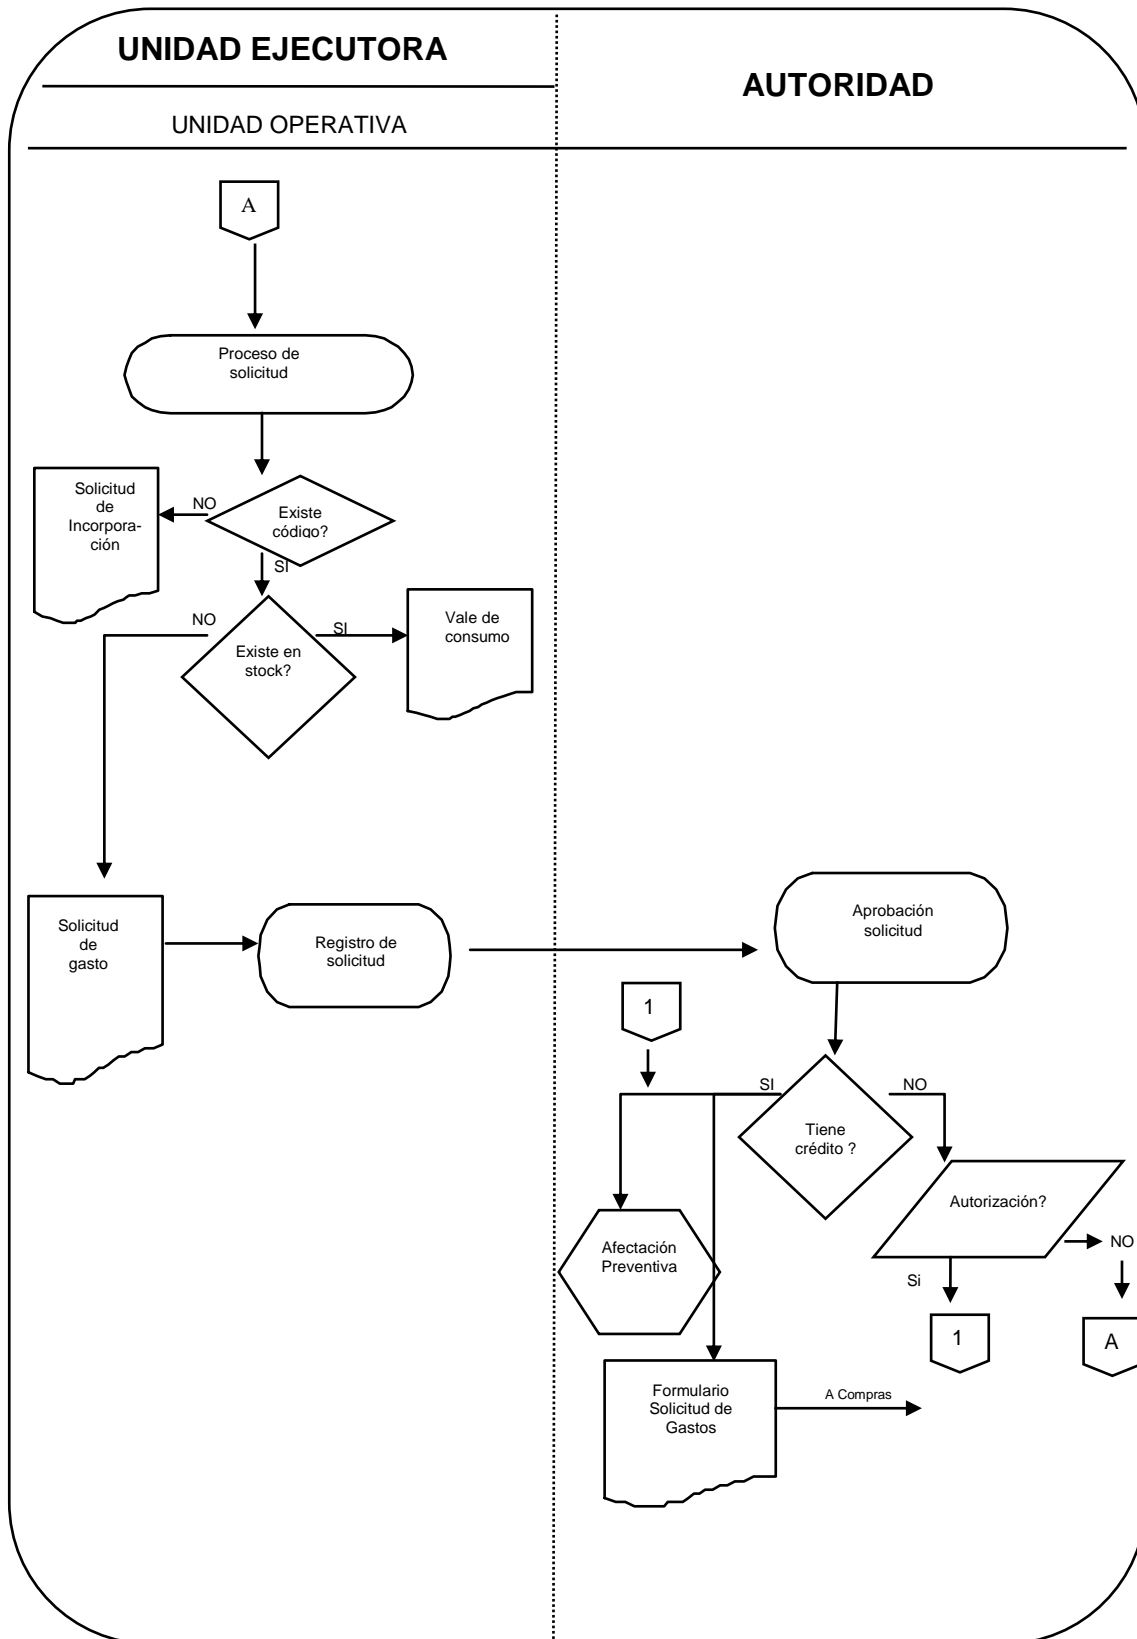 UNIDAD EJECUTORA
AUTORIDAD
UNIDAD OPERATIVA
A
Proceso de
solicitud
Solicitud
de
Incorpora-
ción
NO
Existe
código?
SI
NO
SI
Vale de
consumo
Existe en
stock?
Solicitud
de
gasto
Registro de
solicitud
Aprobación
solicitud
1
SI
NO
Tiene
crédito ?
Autorización?
NO
Si
Afectación
Preventiva
1
A
Formulario
Solicitud de
Gastos
A Compras